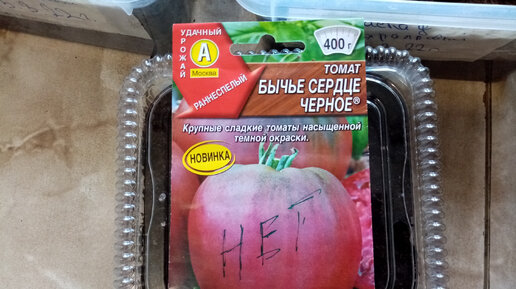 УДАЧНЫЙ
УРОЖАЙ
А
Москва
РАННЕСПЕЛЫЙ
400 г
ТОМАТ
БЫЧЬЕ СЕРДЦЕ
ЧЕРНОЕ®
Крупные сладкие томаты насыщенной
темной окраски.
НОВИНКА
НЕТ